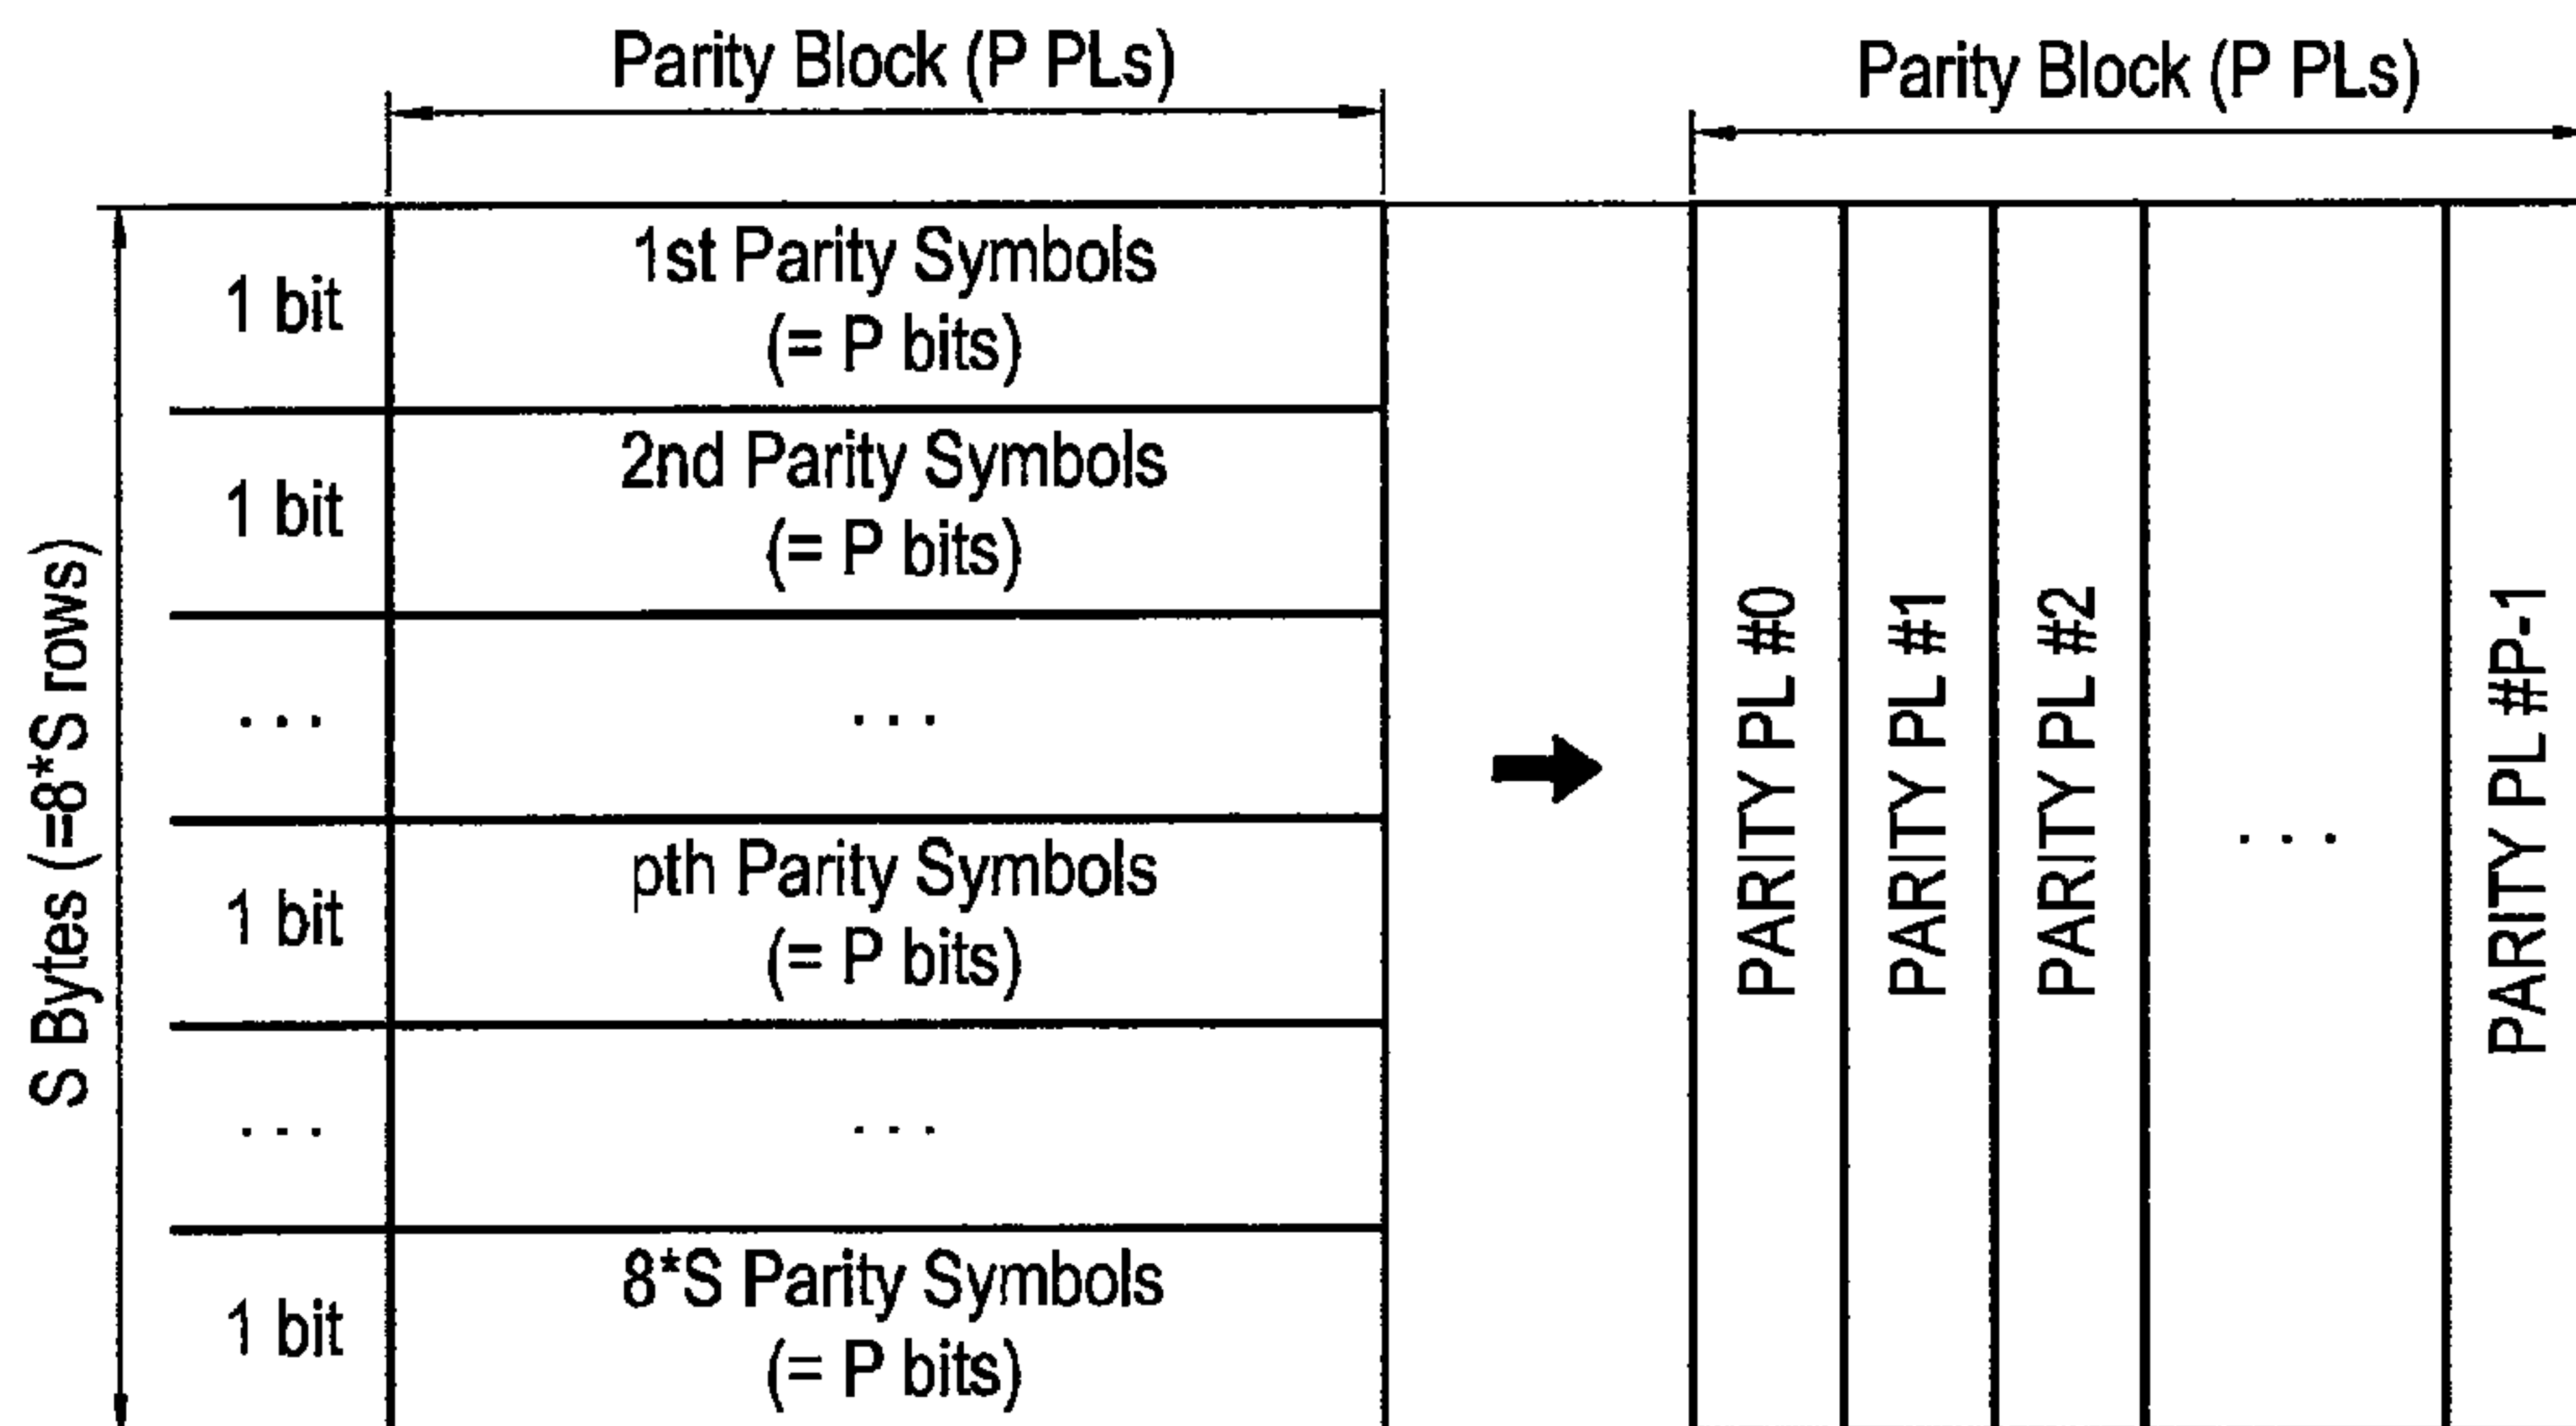 Parity Block (P PLs)
Parity Block (P PLs)
S Bytes (=8*S rows)
1 bit
1st Parity Symbols
(= P bits)
1 bit
2nd Parity Symbols
(= P bits)
. . .
. . .
1 bit
pth Parity Symbols
(= P bits)
. . .
. . .
1 bit
8*S Parity Symbols
(= P bits)
PARITY PL #0
PARITY PL #1
PARITY PL #2
. . .
PARITY PL #P-1